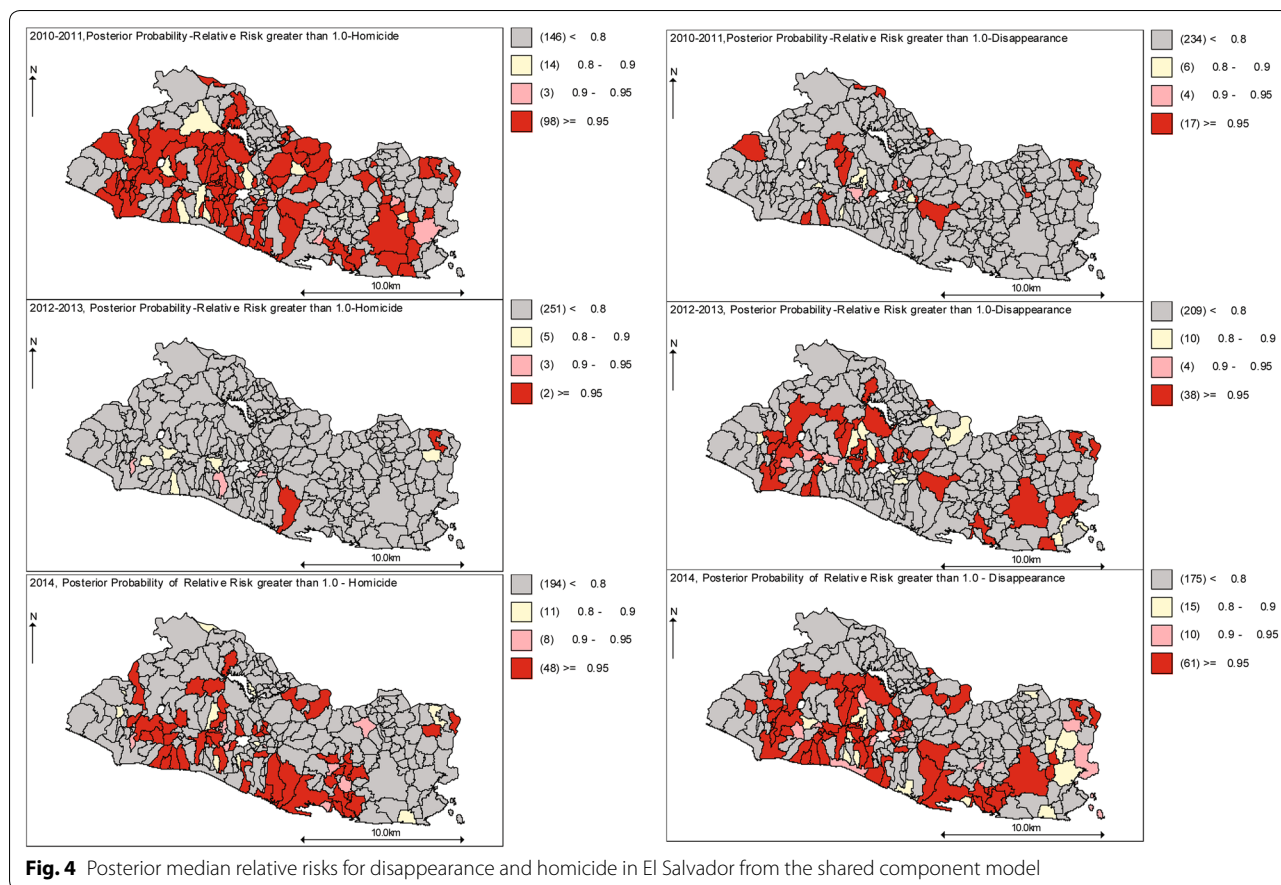 2010-2011,Posterior Probability-Relative Risk greater than 1.0-Homicide
N
10.0km
(146) < 0.8
(14) 0.8 - 0.9
(3) 0.9 - 0.95
(98) >= 0.95
2010-2011,Posterior Probability-Relative Risk greater than 1.0-Disappearance
N
10.0km
(234) < 0.8
(6) 0.8 - 0.9
(4) 0.9 - 0.95
(17) >= 0.95
2012-2013, Posterior Probability-Relative Risk greater than 1.0-Homicide
N
10.0km
(251) < 0.8
(5) 0.8 - 0.9
(3) 0.9 - 0.95
(2) >= 0.95
2012-2013, Posterior Probability-Relative Risk greater than 1.0-Disappearance
N
10.0km
(209) < 0.8
(10) 0.8 - 0.9
(4) 0.9 - 0.95
(38) >= 0.95
2014, Posterior Probability of Relative Risk greater than 1.0 - Homicide
N
10.0km
(194) < 0.8
(11) 0.8 - 0.9
(8) 0.9 - 0.95
(48) >= 0.95
2014, Posterior Probability of Relative Risk greater than 1.0 - Disappearance
N
10.0km
(175) < 0.8
(15) 0.8 - 0.9
(10) 0.9 - 0.95
(61) >= 0.95
Fig. 4 Posterior median relative risks for disappearance and homicide in El Salvador from the shared component model